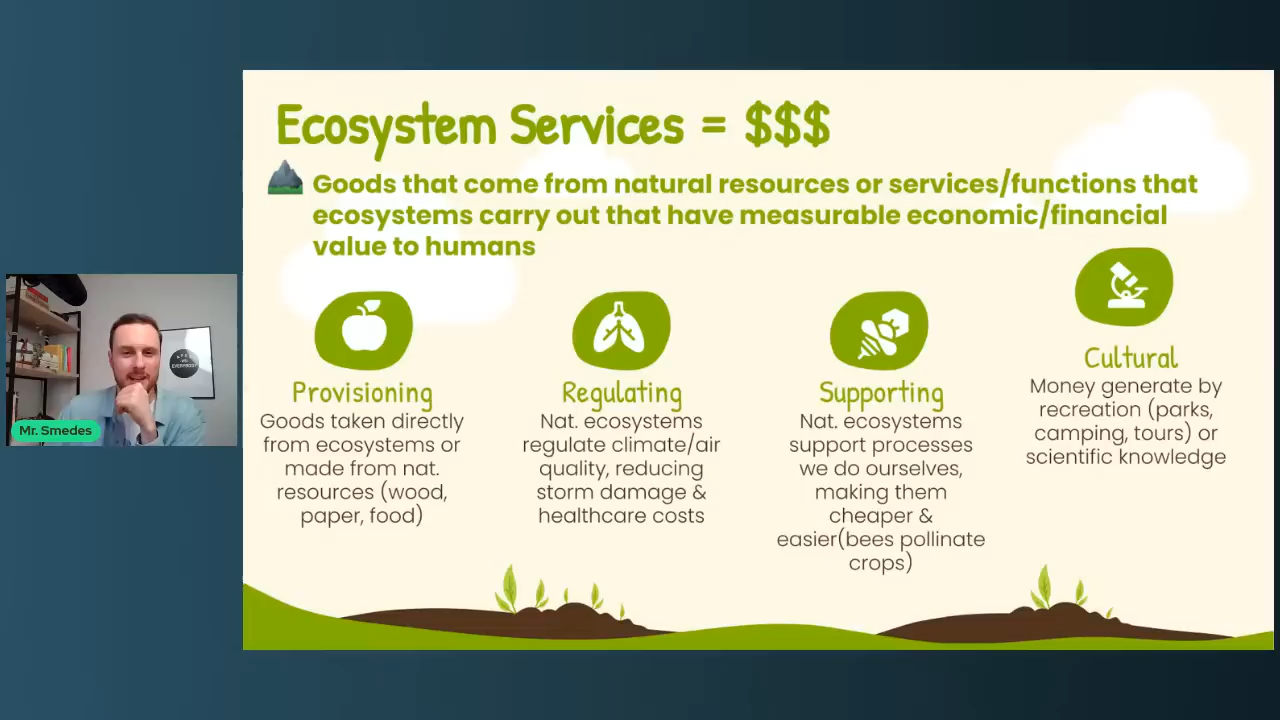 Ecosystem Services = $$$
Goods that come from natural resources or services/functions that
ecosystems carry out that have measurable economic/financial
value to humans
Provisioning
Goods taken directly
from ecosystems or
made from nat.
resources (wood,
paper, food)
Regulating
Nat. ecosystems
regulate climate/air
quality, reducing
storm damage &
healthcare costs
Supporting
Nat. ecosystems
support processes
we do ourselves,
making them
cheaper &
easier(bees pollinate
crops)
Cultural
Money generate by
recreation (parks,
camping, tours) or
scientific knowledge
Mr. Smedes